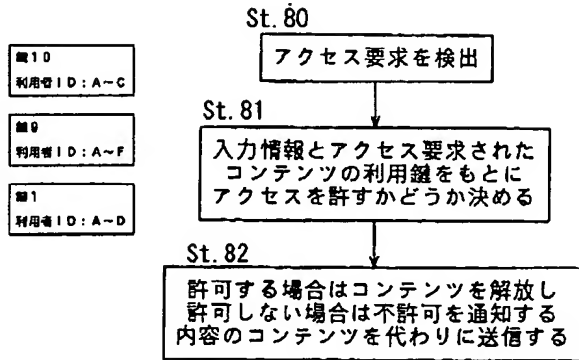 St.80
アクセス要求を検出
鍵10
利用者ID:A~C
St.81
鍵9
利用者ID:A~F
入力情報とアクセス要求された
コンテンツの利用鍵をもとに
アクセスを許すかどうか決める
鍵1
利用者ID:A~D
St.82
許可する場合はコンテンツを解放し
許可しない場合は不許可を通知する
内容のコンテンツを代わりに送信する